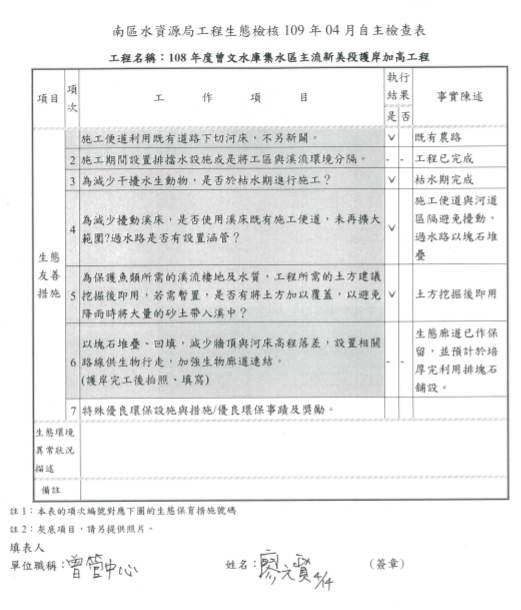 南區水資源局工程生態檢核 109 年 04 月自主檢查表
工程名稱：108 年度曾文水庫集水區主流新美段護岸加高工程
項目 項次 工作項目 執行結果 事實陳述
是 否
生態友善措施
施工便道利用既有道路下切河床，不另新闢。 V 既有農路
2 施工期間設置排擋水設施或是將工區與溪流環境分隔。 - - 工程已完成
3 為減少干擾水生動物，是否於枯水期進行施工？ V 枯水期完成
4 為減少擾動溪床，是否使用溪床既有施工便道，未再擴大
範圍?過水路是否有設置涵管？ V
施工便道與河道
區隔避免擾動，
過水路以塊石堆
疊
5 為保護魚類所需的溪流棲地及水質，工程所需的土方建議
挖掘後即用，若需暫置，是否有將土方加以覆蓋，以避免
降雨時將大量的砂土帶入溪中？ V 土方挖掘後即用
6 以塊石堆疊、回填，減少牆頂與河床高程落差，設置相關
路線供生物行走，加強生物廊道連結。
(護岸完工後拍照、填寫) - -
生態廊道已作保
留，並預計於培
厚完利用排塊石
鋪設。
7 特殊優良環保設施與措施/優良環保事蹟及獎勵。
生態環境
異常狀況
描述
備註
註 1：本表的項次編號對應下圖的生態保育措施號碼
註 2：灰底項目，請另提供照片。
填表人
單位職稱：曾管中心 姓名：廖元賢 4/14 （簽章）